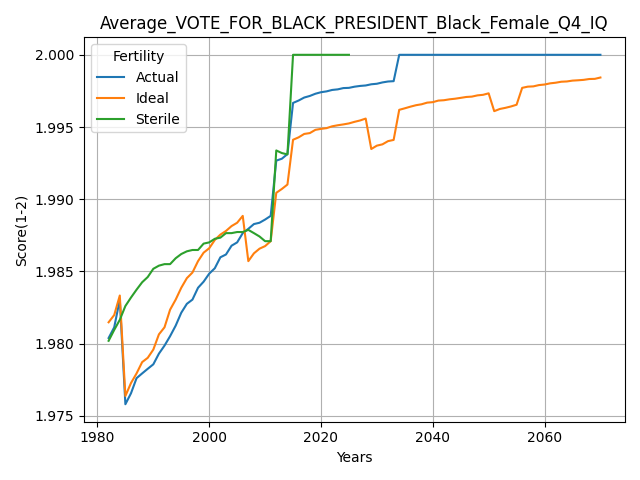 Average_VOTE_FOR_BLACK_PRESIDENT_Black_Female_Q4_IQ
Fertility
Actual
Ideal
Sterile
Score(1-2)
2.000
1.995
1.990
1.985
1.980
1.975
1980 2000 2020 2040 2060
Years